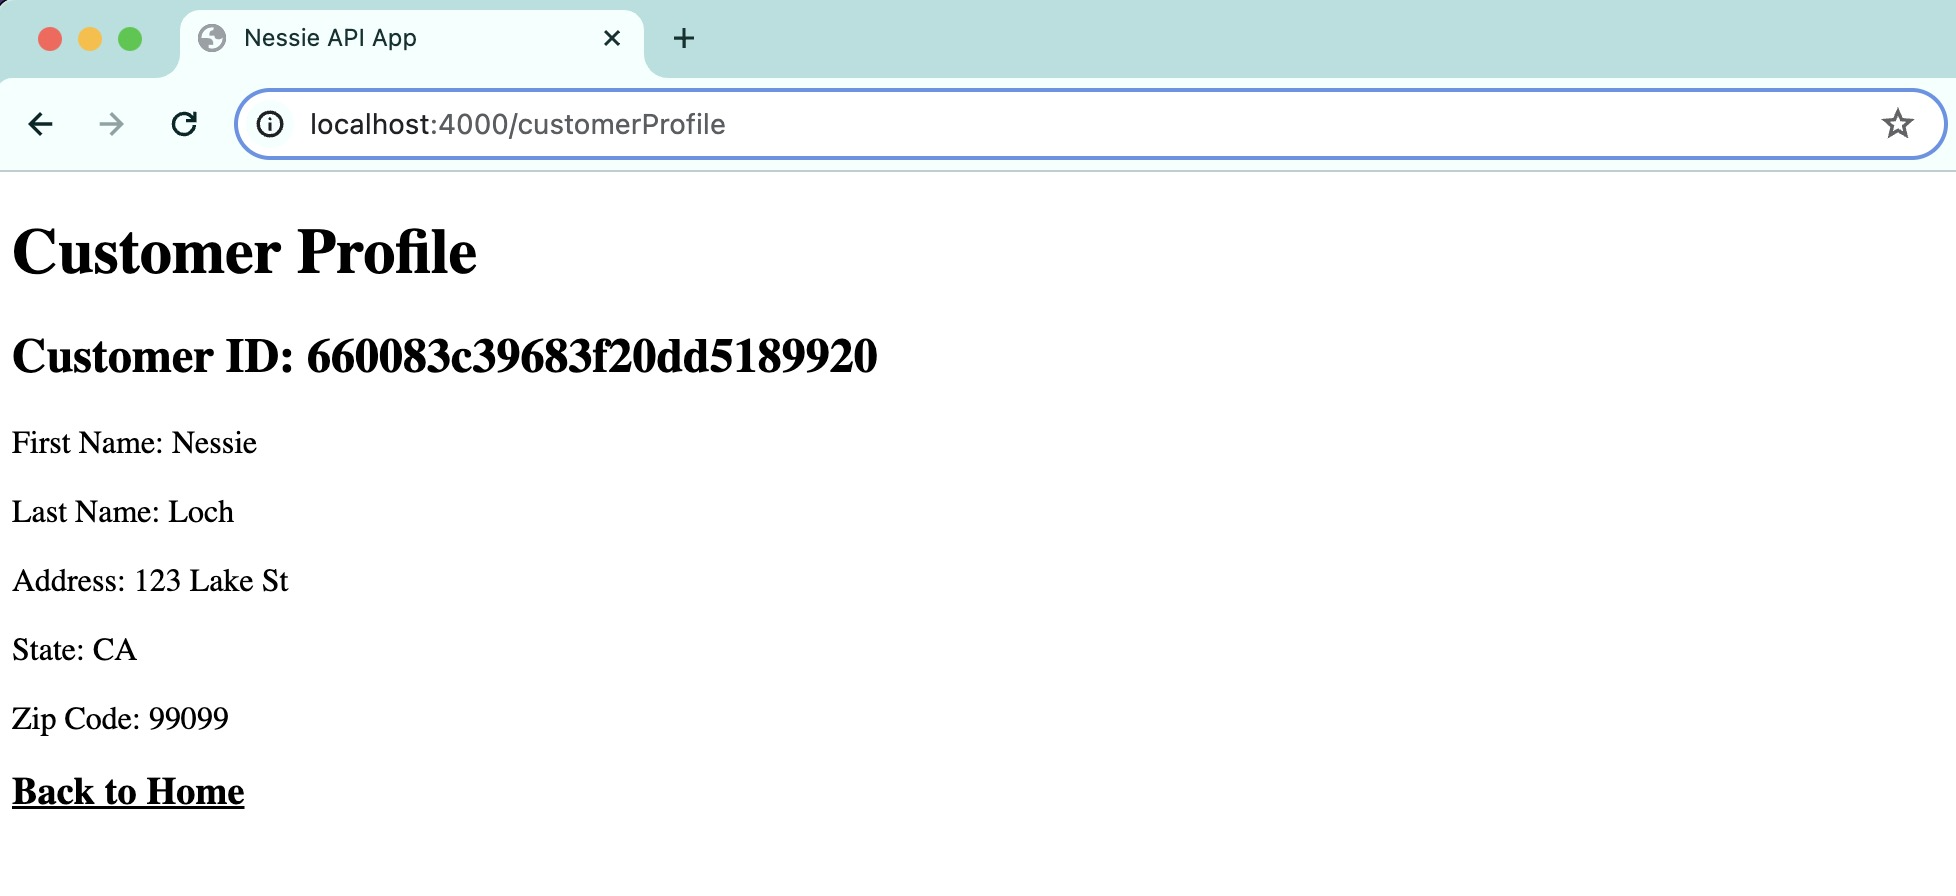 Nessie API App
localhost:4000/customerProfile
Customer Profile
Customer ID: 660083c39683f20dd5189920
First Name: Nessie
Last Name: Loch
Address: 123 Lake St
State: CA
Zip Code: 99099
Back to Home